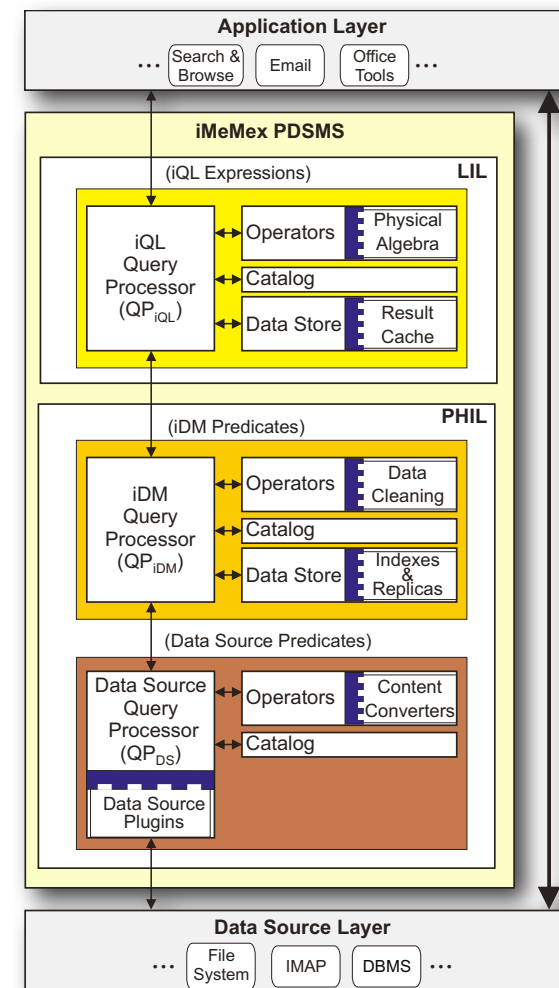 Application Layer
... Search & Browse Email Office Tools ...
iMeMex PDSMS
(iQL Expressions) LIL
iQL
Query
Processor
(QPiQL)
Operators Physical
Algebra
Catalog
Data Store Result
Cache
PHIL
(iDM Predicates)
iDM
Query
Processor
(QPiDM)
Operators Data
Cleaning
Catalog
Data Store Indexes
&
Replicas
(Data Source Predicates)
Data Source
Query
Processor
(QPDS)
Data Source
Plugins
Operators Content
Converters
Catalog
Data Source Layer
... File System IMAP DBMS ...